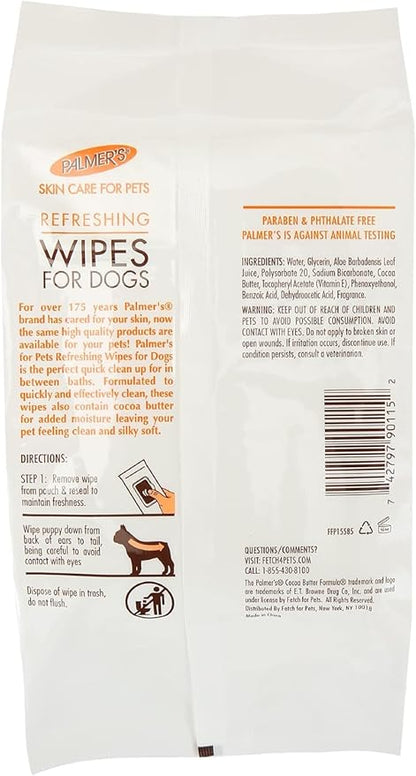 PALMER'S®
SKIN CARE FOR PETS
REFRESHING
WIPES
FOR DOGS
For over 175 years Palmer's®
brand has cared for your skin, now
the same high quality products are
available for your pets! Palmer's
for Pets Refreshing Wipes for Dogs
is the perfect quick clean up for in
between baths. Formulated to
quickly and effectively clean, these
wipes also contain cocoa butter
for added moisture leaving your
pet feeling clean and silky soft.
DIRECTIONS:
STEP 1: Remove wipe
from pouch & reseal to
maintain freshness.
Wipe puppy down from
back of ears to tail,
being careful to avoid
contact with eyes
Dispose of wipe in trash,
do not flush.
PARABEN & PHTHALATE FREE
PALMER'S IS AGAINST ANIMAL TESTING
INGREDIENTS: Water, Glycerin, Aloe Barbadensis Leaf
Juice, Polysorbate 20, Sodium Bicarbonate, Cocoa
Butter, Tocopheryl Acetate (Vitamin E), Phenoxyethonal,
Benzoic Acid, Dehydroacetic Acid, Fragrance.
WARNING: KEEP OUT OF REACH OF CHILDREN AND
PETS TO AVOID POSSIBLE CONSUMPTION. AVOID
CONTACT WITH EYES. Do not apply to broken skin or
open wounds. If irritation occurs, discontinue use. If
condition persists, consult a veterinarian.
7 42797 90115 2
FFP15585
QUESTIONS/COMMENTS?
VISIT: FETCH4PETS.COM
CALL: 1-855-430-8100
The Palmer's® Cocoa Butter Formula® trademark and logo
are trademarks of E.T. Browne Drug Co, Inc. and are used
under license by Fetch for Pets. All Rights Reserved.
Distributed By Fetch for Pets, New York, NY 10018
Made in China